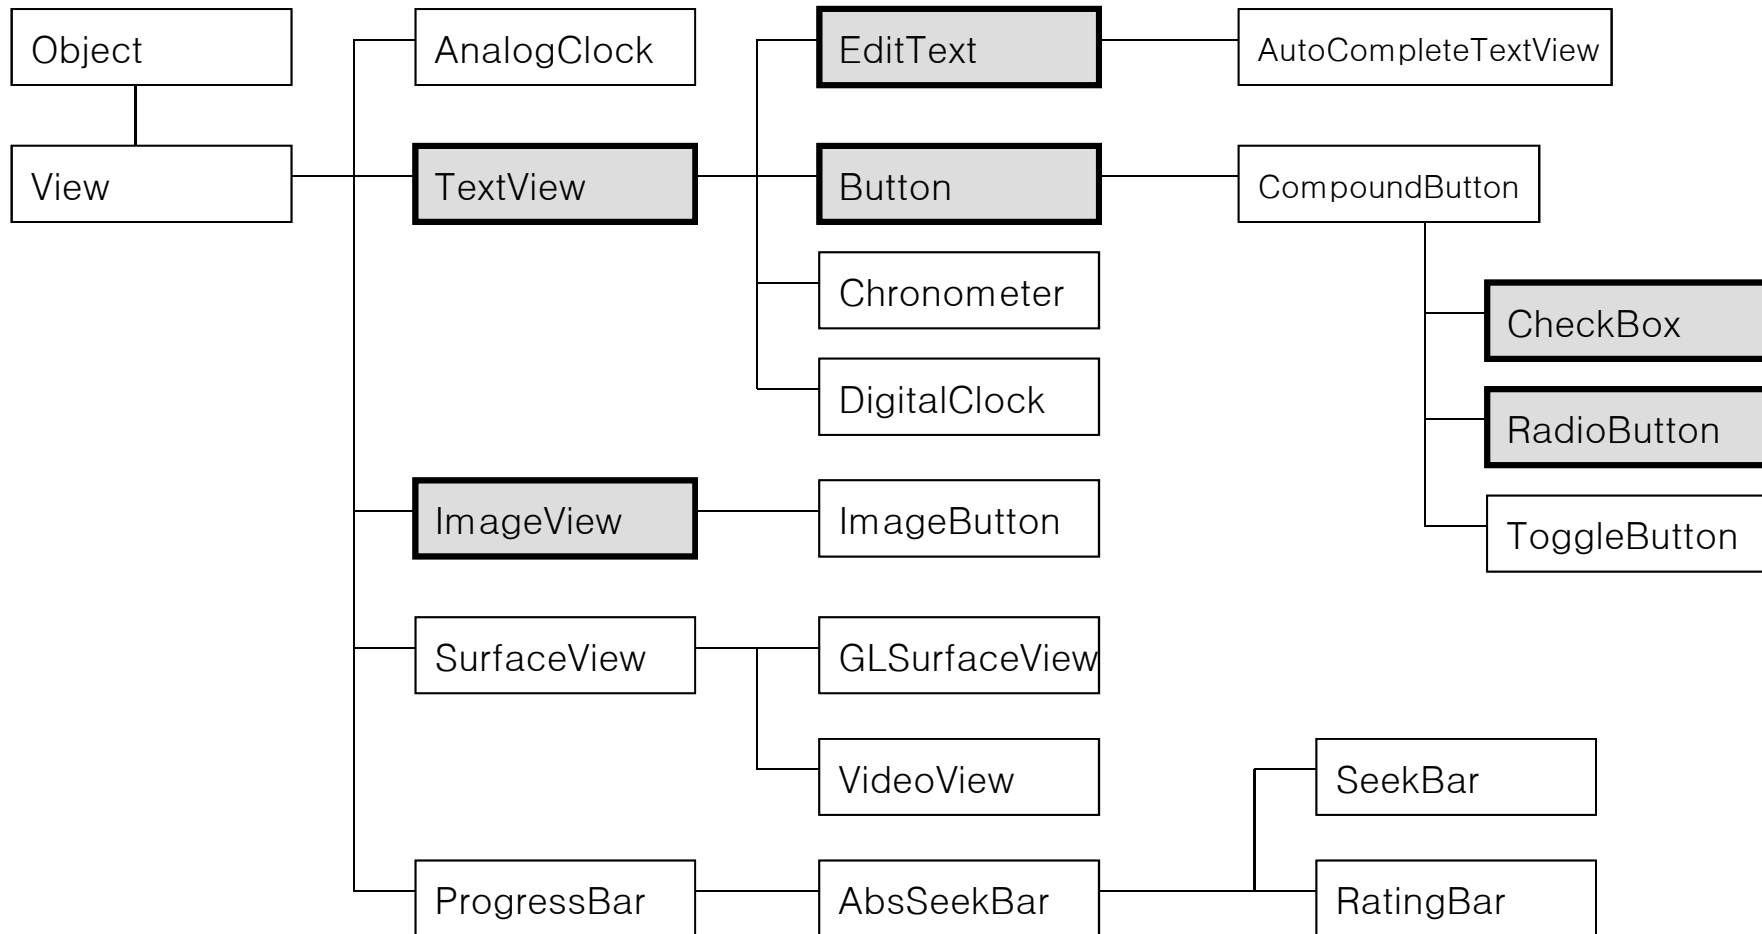 Object
AnalogClock
EditText
AutoCompleteTextView
View
TextView
Button
CompoundButton
Chronometer
CheckBox
DigitalClock
RadioButton
ImageView
ImageButton
ToggleButton
SurfaceView
GLSurfaceView
VideoView
SeekBar
ProgressBar
AbsSeekBar
RatingBar